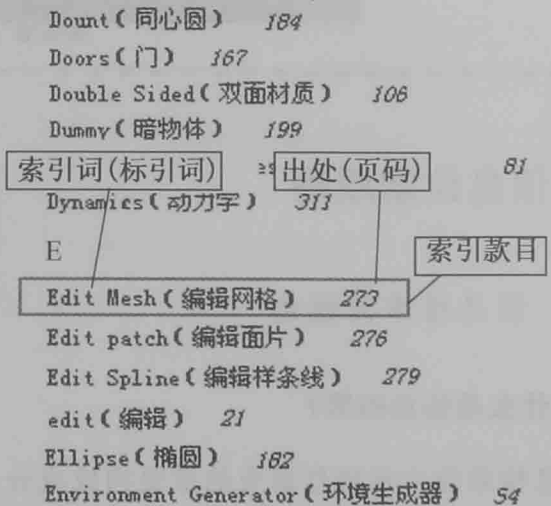 Dount(同心圆) 184
Doors(门) 167
Double Sided(双面材质) 106
Dummy(暗物体) 199
索引词(标引词) 出处(页码) 81
Dynamics(动力学) 311
E
索引款目
Edit Mesh(编辑网格) 273
Edit patch(编辑面片) 276
Edit Spline(编辑样条线) 279
edit(编辑) 21
Ellipse(椭圆) 182
Environment Generator(环境生成器) 54